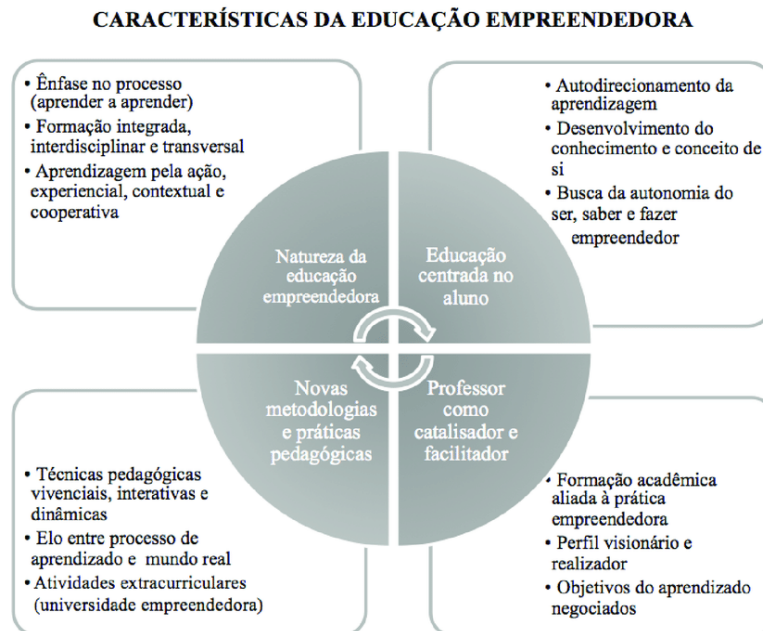 CARACTERÍSTICAS DA EDUCAÇÃO EMPREENDEDORA
• Ênfase no processo
(aprender a aprender)
• Formação integrada,
interdisciplinar e transversal
• Aprendizagem pela ação,
experiencial, contextual e
cooperativa
• Autodirecionamento da
aprendizagem
• Desenvolvimento do
conhecimento e conceito de
si
• Busca da autonomia do
ser, saber e fazer
empreendedor
Natureza da
educação
empreendedora
Educação
centrada no
aluno
Novas
metodologias
e práticas
pedagógicas
Professor
como
catalisador e
facilitador
• Técnicas pedagógicas
vivenciais, interativas e
dinâmicas
• Elo entre processo de
aprendizado e mundo real
• Atividades extracurriculares
(universidade empreendedora)
• Formação acadêmica
aliada à prática
empreendedora
• Perfil visionário e
realizador
• Objetivos do aprendizado
negociados